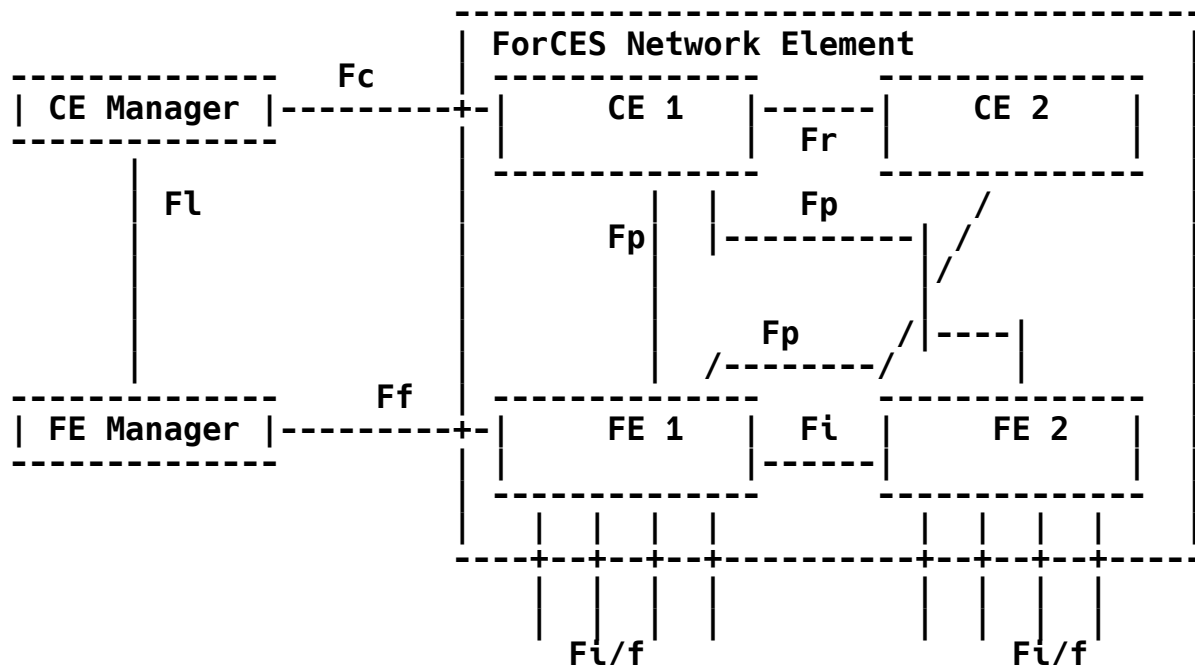 ForCES Network Element
Fc
CE Manager CE 1 CE 2
Fr
Fl Fp
Fp
Fp
Ff
FE Manager FE 1 Fi FE 2
Fi/f Fi/f